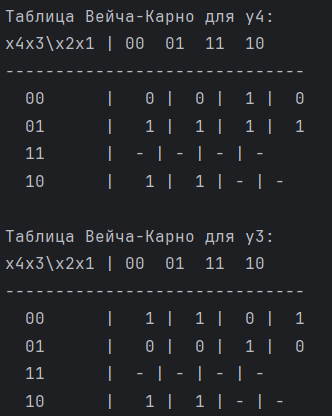 Таблица Вейча-Карно для y4:
x4x3\x2x1 | 00  01  11  10
------------------------------
  00      |   0 |  0 |  1 |  0
  01      |   1 |  1 |  1 |  1
  11      |  - | - | - | -
  10      |   1 |  1 | - | -
Таблица Вейча-Карно для y3:
x4x3\x2x1 | 00  01  11  10
------------------------------
  00      |   1 |  1 |  0 |  1
  01      |   0 |  0 |  1 |  0
  11      |  - | - | - | -
  10      |   1 |  1 | - | -